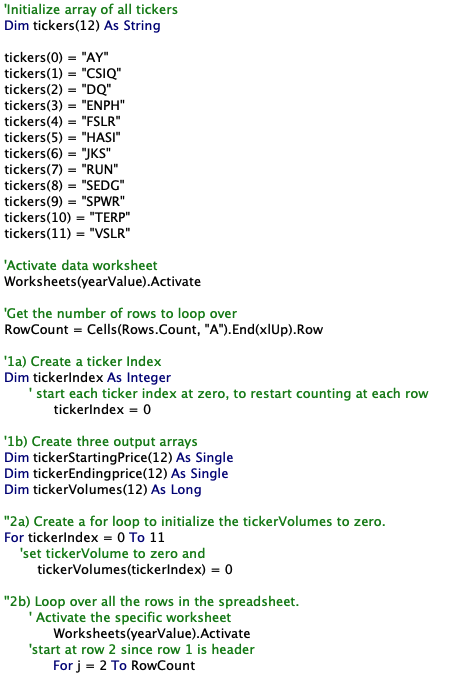 'Initialize array of all tickers
Dim tickers(12) As String
tickers(0) = "AY"
tickers(1) = "CSIQ"
tickers(2) = "DQ"
tickers(3) = "ENPH"
tickers(4) = "FSLR"
tickers(5) = "HASI"
tickers(6) = "JKS"
tickers(7) = "RUN"
tickers(8) = "SEDG"
tickers(9) = "SPWR"
tickers(10) = "TERP"
tickers(11) = "VSLR"
'Activate data worksheet
Worksheets(yearValue).Activate
'Get the number of rows to loop over
RowCount = Cells(Rows.Count, "A").End(xlUp).Row
'1a) Create a ticker Index
Dim tickerIndex As Integer
' start each ticker index at zero, to restart counting at each row
tickerIndex = 0
'1b) Create three output arrays
Dim tickerStartingPrice(12) As Single
Dim tickerEndingprice(12) As Single
Dim tickerVolumes(12) As Long
''2a) Create a for loop to initialize the tickerVolumes to zero.
For tickerIndex = 0 To 11
'set tickerVolume to zero and
tickerVolumes(tickerIndex) = 0
''2b) Loop over all the rows in the spreadsheet.
' Activate the specific worksheet
Worksheets(yearValue).Activate
'start at row 2 since row 1 is header
For j = 2 To RowCount